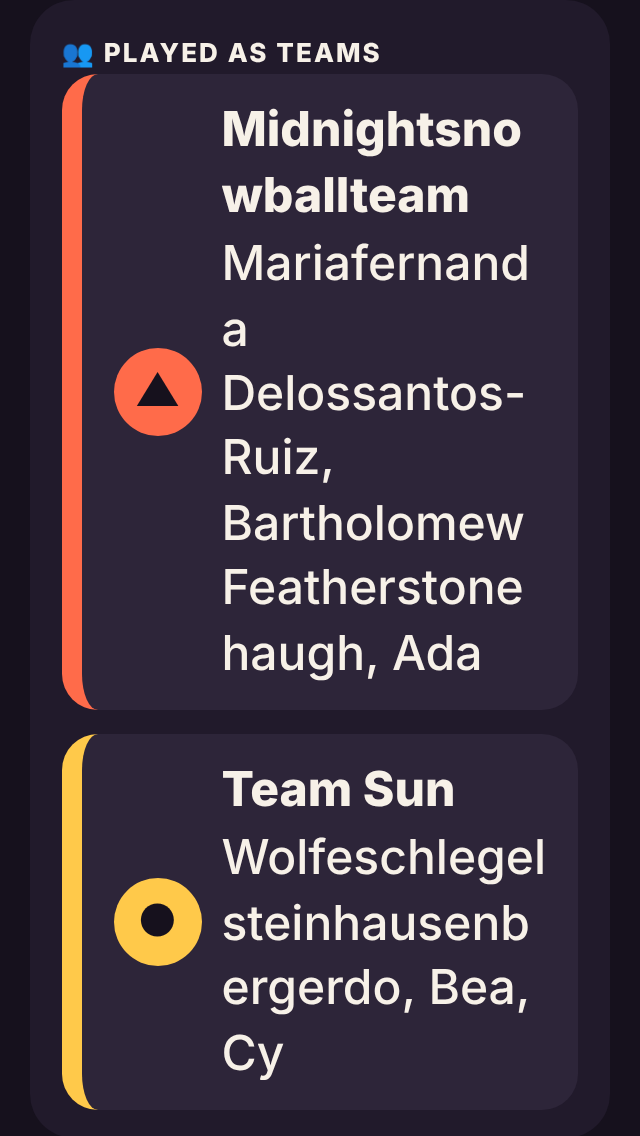 PLAYED AS TEAMS
Midnightsno
wballteam
Mariafernand
a
Delossantos-
Ruiz,
Bartholomew
Featherstone
haugh, Ada
Team Sun
Wolfeschlegel
steinhausenb
ergerdo, Bea,
Cy